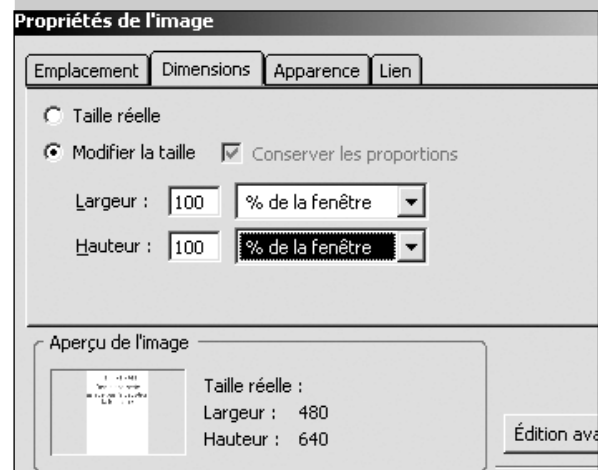 Propriétés de l'image
Emplacement Dimensions Apparence Lien
Taille réelle
Modifier la taille Conserver les proportions
Largeur : 100 % de la fenêtre
Hauteur : 100 % de la fenêtre
Aperçu de l'image
Taille réelle :
Largeur : 480
Hauteur : 640
Édition ava